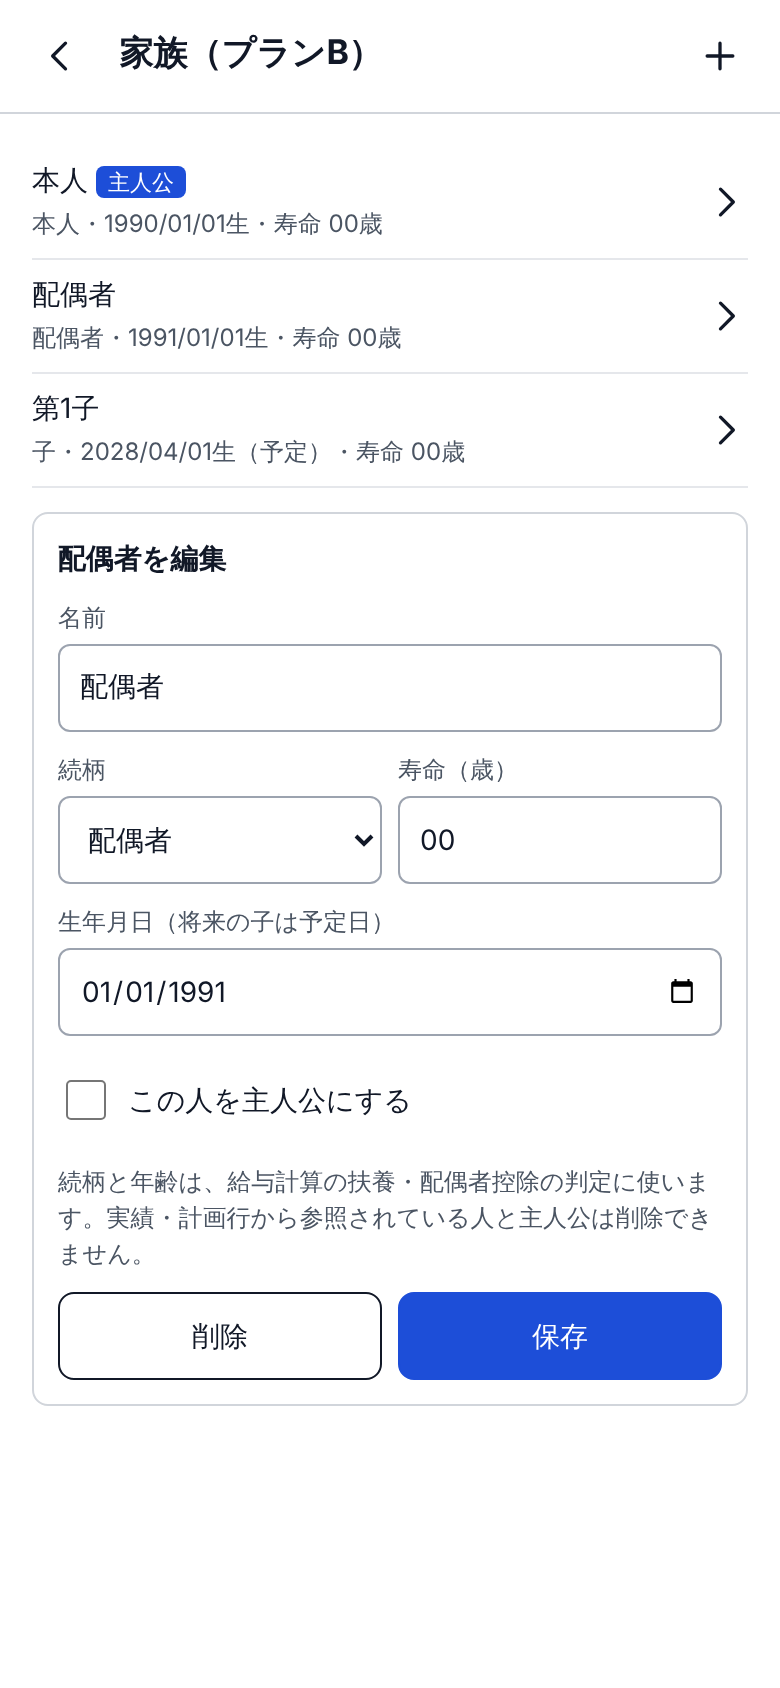 家族（プランB）
本人 主人公
本人・1990/01/01生・寿命 00歳
配偶者
配偶者・1991/01/01生・寿命 00歳
第1子
子・2028/04/01生（予定）・寿命 00歳
配偶者を編集
名前
配偶者
続柄 寿命（歳）
配偶者 00
生年月日（将来の子は予定日）
01/01/1991
この人を主人公にする
続柄と年齢は、給与計算の扶養・配偶者控除の判定に使いま
す。実績・計画行から参照されている人と主人公は削除でき
ません。
削除 保存